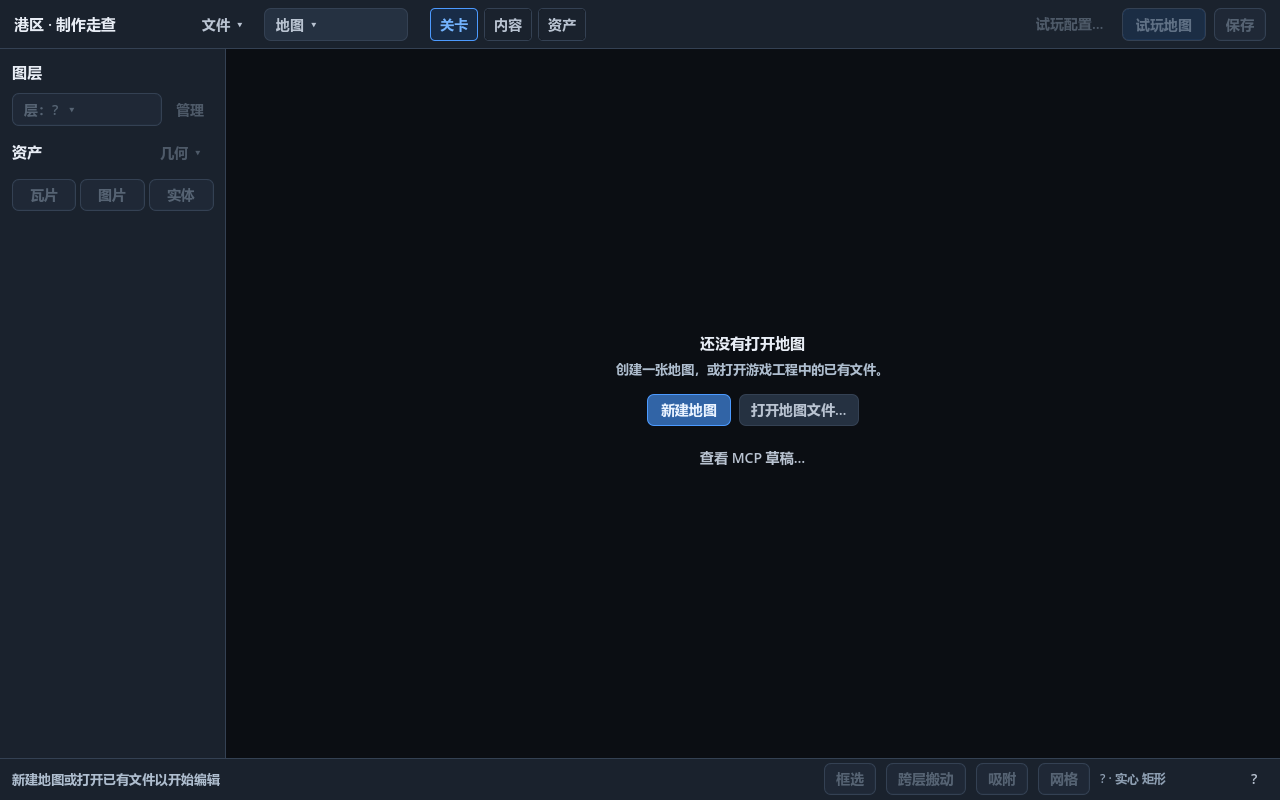 港区 · 制作走查 文件 ▾ 地图 ▾ 关卡 内容 资产 试玩配置... 试玩地图 保存
图层
层: ? ▾ 管理
资产 几何 ▾
瓦片 图片 实体
还没有打开地图
创建一张地图，或打开游戏工程中的已有文件。
新建地图 打开地图文件...
查看 MCP 草稿...
新建地图或打开已有文件以开始编辑 框选 跨层搬动 吸附 网格 ? · 实心 矩形 ?